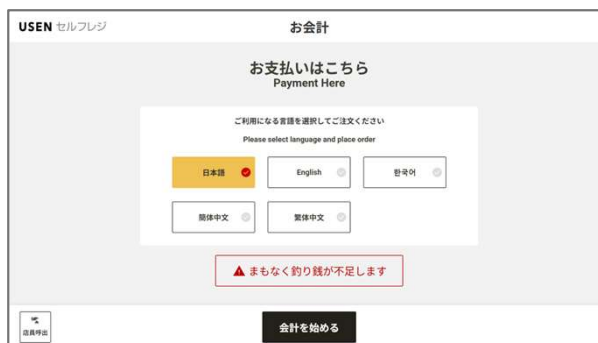 USEN セルフレジ
お会計
お支払いはこちら
Payment Here
ご利用になる言語を選択してご注文ください
Please select language and place order
日本語
English
한국어
簡体中文
繁体中文
まもなく釣り銭が不足します
店員呼出
会計を始める